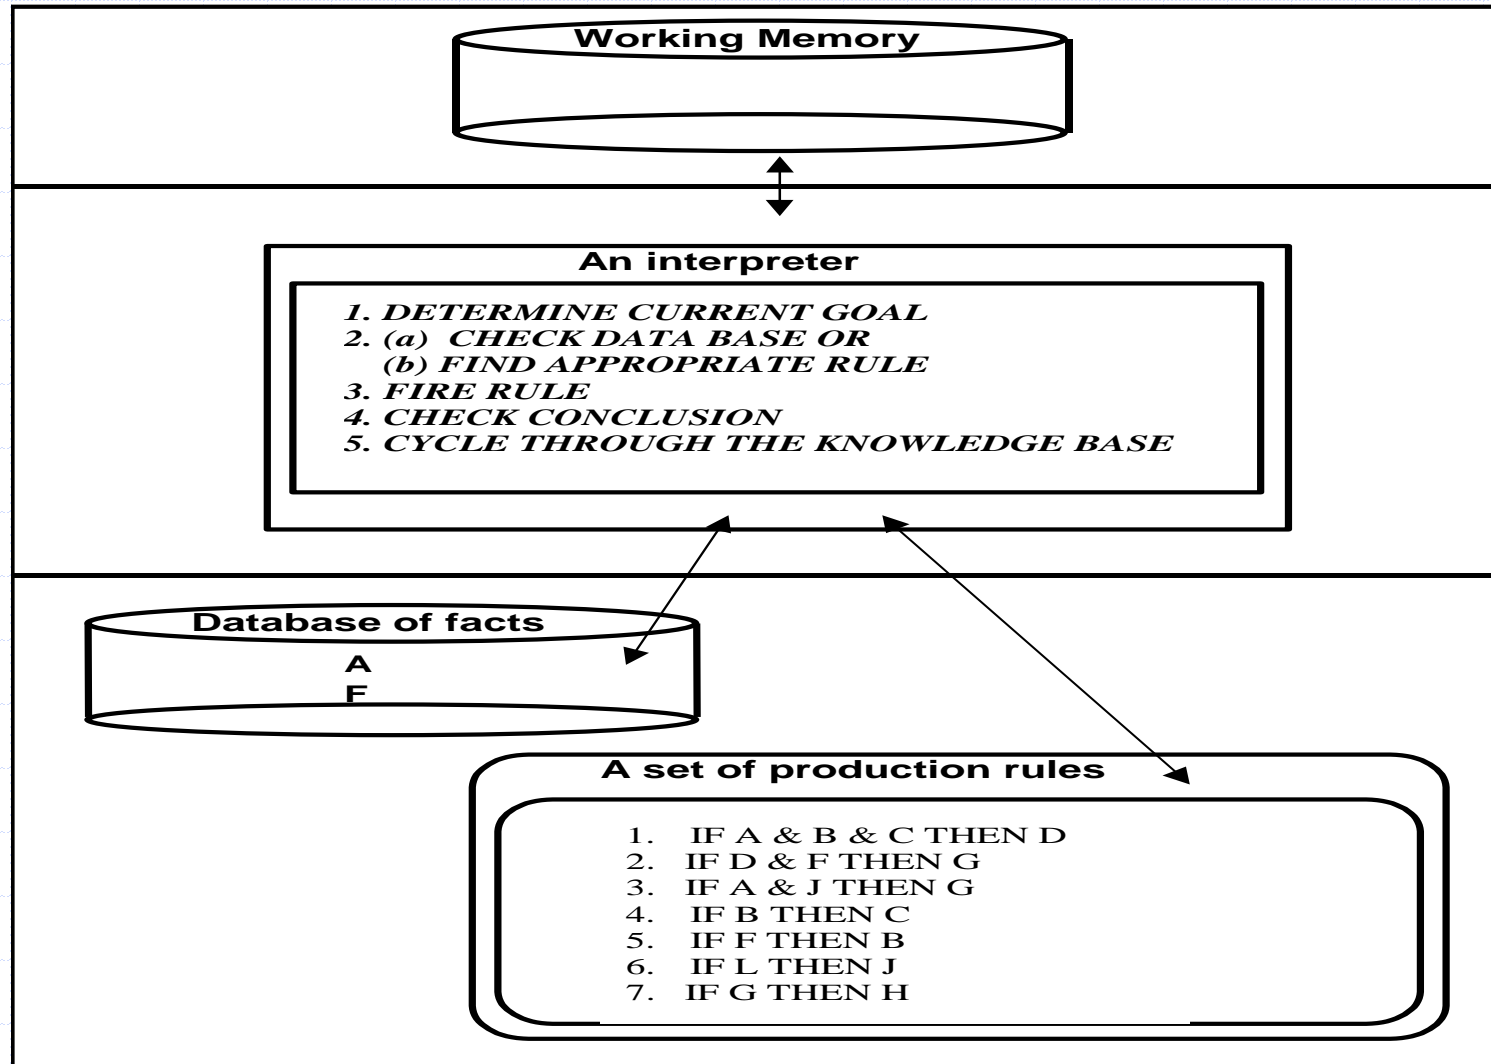 Working Memory
An interpreter
1. DETERMINE CURRENT GOAL
2. (a) CHECK DATA BASE OR
(b) FIND APPROPRIATE RULE
3. FIRE RULE
4. CHECK CONCLUSION
5. CYCLE THROUGH THE KNOWLEDGE BASE
Database of facts
A
F
A set of production rules
1. IF A & B & C THEN D
2. IF D & F THEN G
3. IF A & J THEN G
4. IF B THEN C
5. IF F THEN B
6. IF L THEN J
7. IF G THEN H